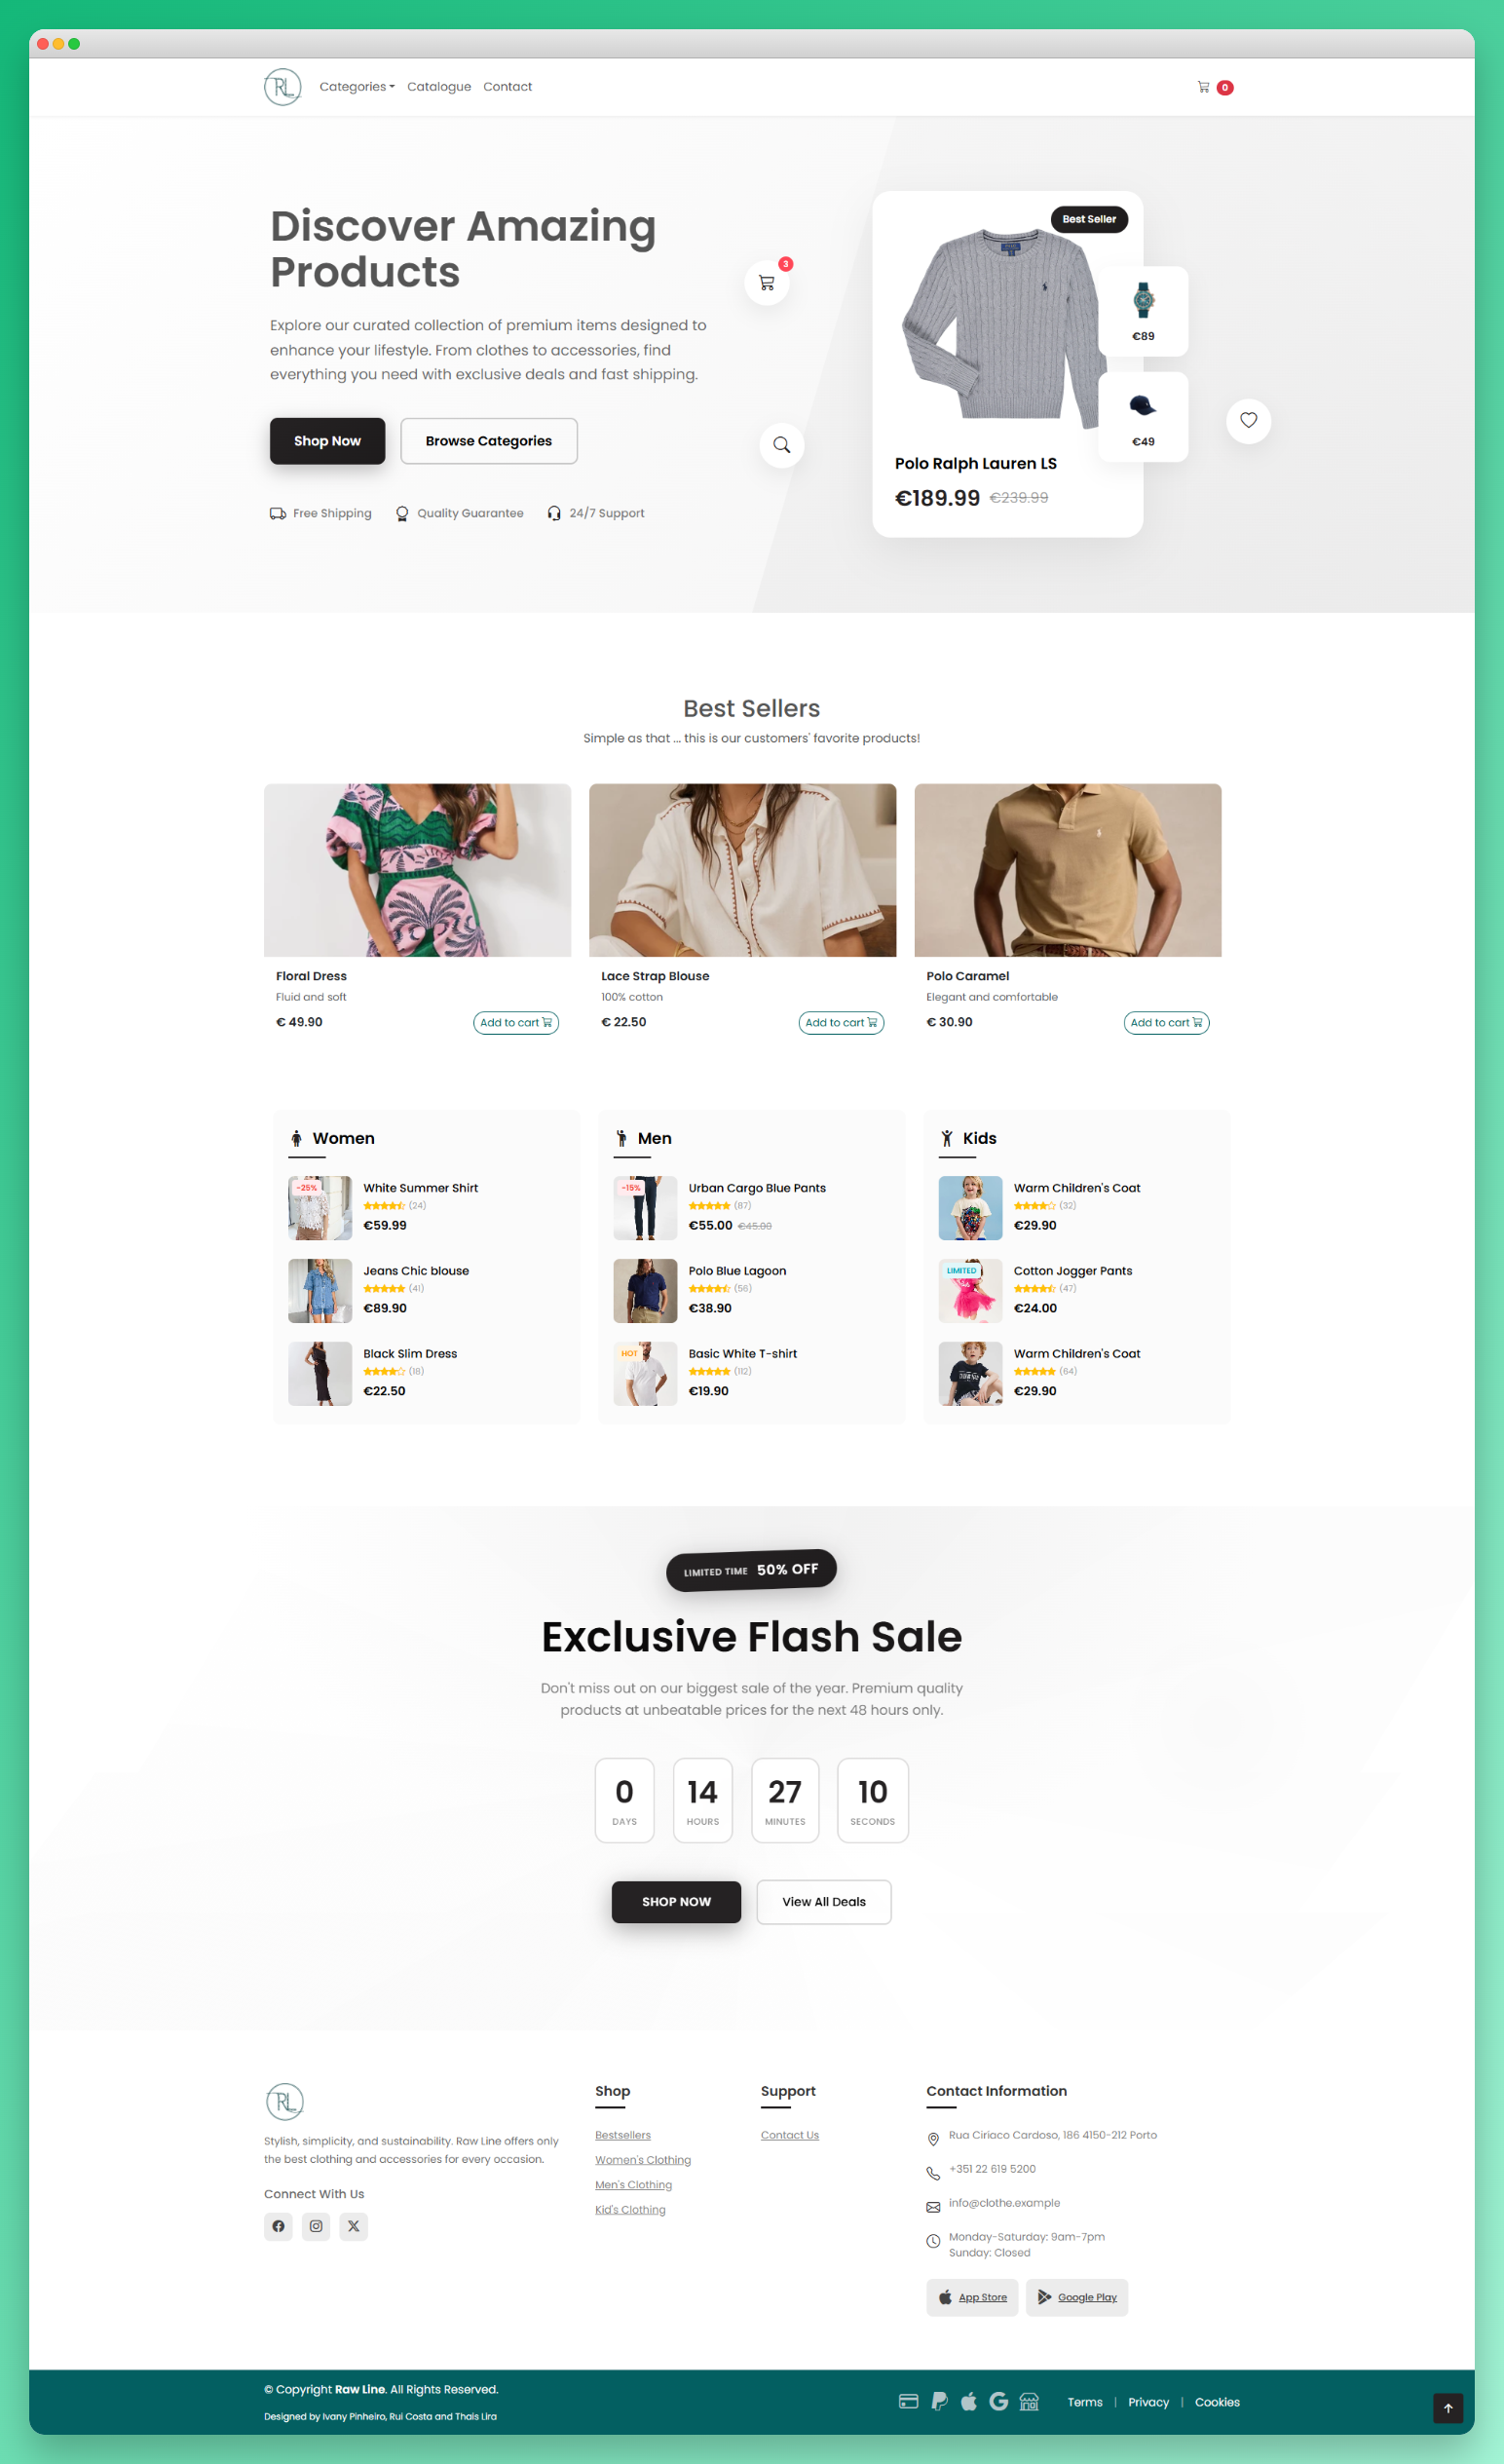 RL
Categories
Catalogue
Contact
0
Discover Amazing
Products
Explore our curated collection of premium items designed to
enhance your lifestyle. From clothes to accessories, find
everything you need with exclusive deals and fast shipping.
Shop Now
Browse Categories
Free Shipping
Quality Guarantee
24/7 Support
3
Best Seller
€89
€49
Polo Ralph Lauren LS
€189.99 €239.99
Best Sellers
Simple as that ... this is our customers' favorite products!
Floral Dress
Fluid and soft
€ 49.90
Add to cart
Lace Strap Blouse
100% cotton
€ 22.50
Add to cart
Polo Caramel
Elegant and comfortable
€ 30.90
Add to cart
Women
-25%
White Summer Shirt
(24)
€59.99
Jeans Chic blouse
(41)
€89.90
Black Slim Dress
(18)
€22.50
Men
-15%
Urban Cargo Blue Pants
(87)
€55.00 €45.00
Polo Blue Lagoon
(56)
€38.90
HOT
Basic White T-shirt
(112)
€19.90
Kids
Warm Children's Coat
(32)
€29.90
LIMITED
Cotton Jogger Pants
(47)
€24.00
Warm Children's Coat
(64)
€29.90
LIMITED TIME 50% OFF
Exclusive Flash Sale
Don't miss out on our biggest sale of the year. Premium quality
products at unbeatable prices for the next 48 hours only.
0
DAYS
14
HOURS
27
MINUTES
10
SECONDS
SHOP NOW
View All Deals
RL
Stylish, simplicity, and sustainability. Raw Line offers only
the best clothing and accessories for every occasion.
Connect With Us
Shop
Bestsellers
Women's Clothing
Men's Clothing
Kid's Clothing
Support
Contact Us
Contact Information
Rua Ciriaco Cardoso, 186 4150-212 Porto
+351 22 619 5200
info@clothe.example
Monday-Saturday: 9am-7pm
Sunday: Closed
App Store
Google Play
© Copyright Raw Line. All Rights Reserved.
Designed by Ivany Pinheiro, Rui Costa and Thais Lira
Terms | Privacy | Cookies